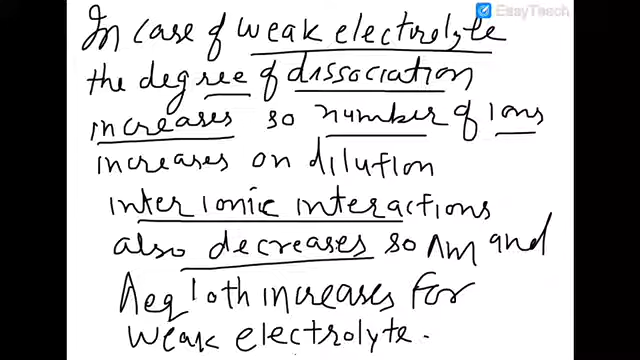 EasyTeach
In case of weak electrolyte
the degree of dissociation
increases so number of ions
increases on dilution
inter ionic interactions
also decreases so Λm and
Λeq both increases for
weak electrolyte.